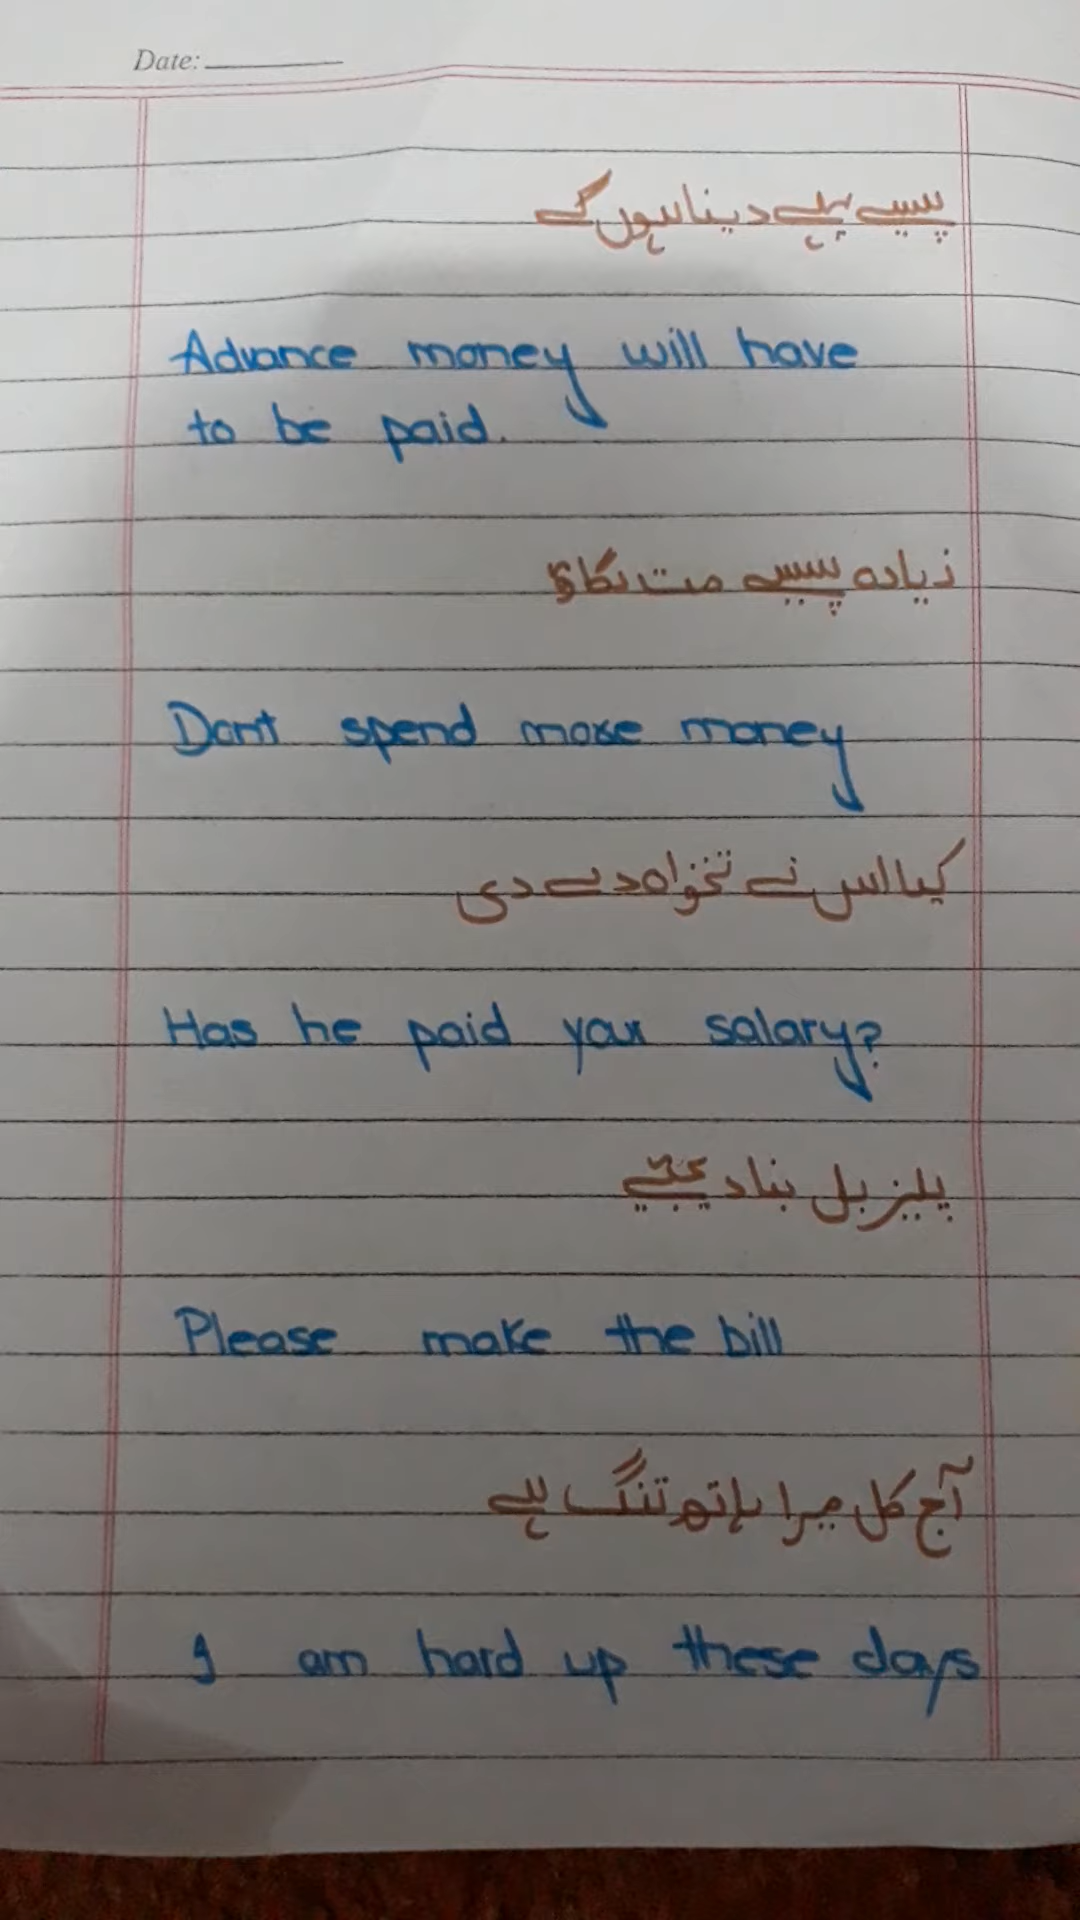 Date:
پیسے پہلے دینا ہوں گے
Advance money will have
to be paid.
زیادہ پیسے مت لگاؤ
Dont spend more money
کیا اس نے تنخواہ دے دی
Has he paid your salary?
پلیز بل بنا دیجئیے
Please make the bill
آج کل میرا ہاتھ تنگ ہے
I am hard up these days